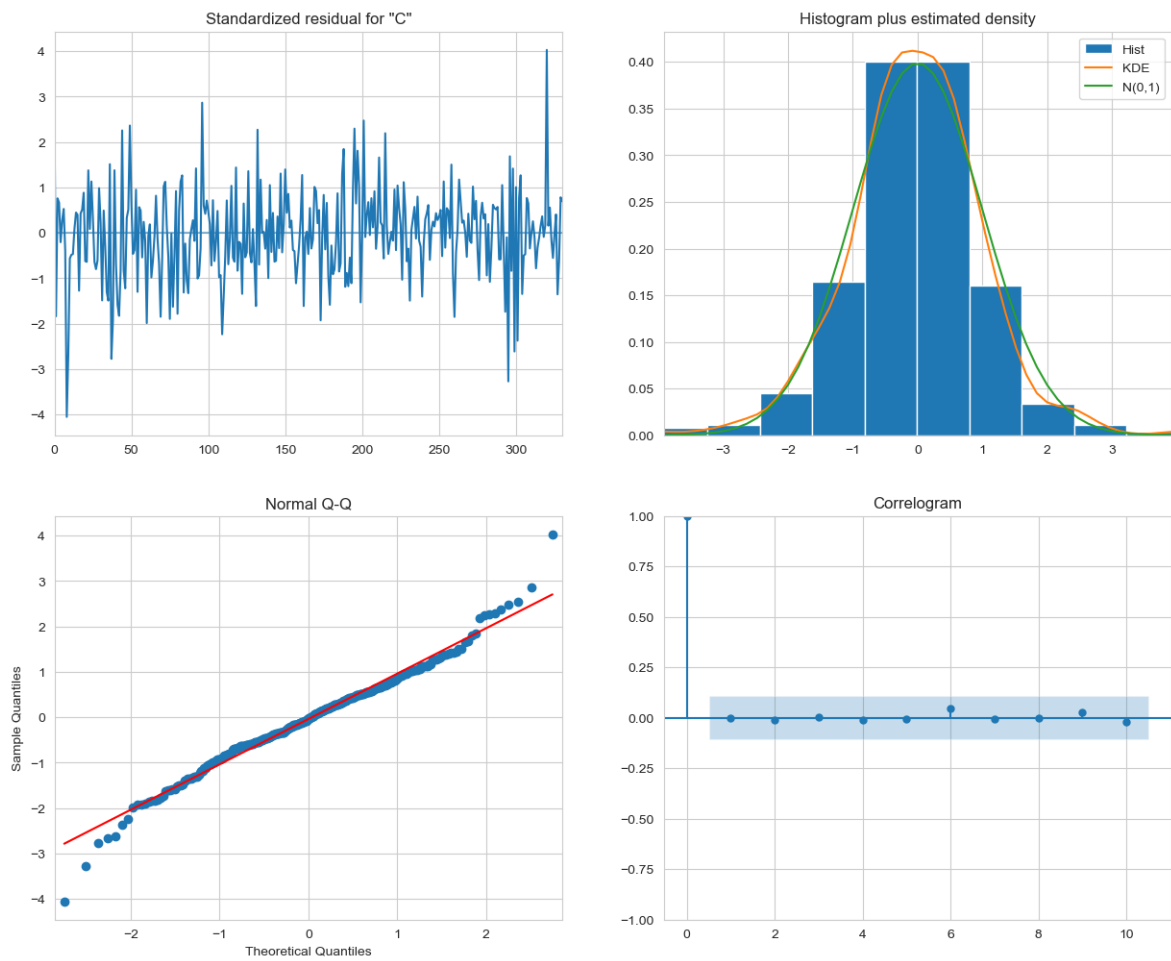 Standardized residual for "C"
4
3
2
1
0
−1
−2
−3
−4
0 50 100 150 200 250 300
Histogram plus estimated density
Hist
KDE
N(0,1)
0.40
0.35
0.30
0.25
0.20
0.15
0.10
0.05
0.00
−3 −2 −1 0 1 2 3
Normal Q-Q
Sample Quantiles
4
3
2
1
0
−1
−2
−3
−4
−2 −1 0 1 2
Theoretical Quantiles
Correlogram
1.00
0.75
0.50
0.25
0.00
−0.25
−0.50
−0.75
−1.00
0 2 4 6 8 10